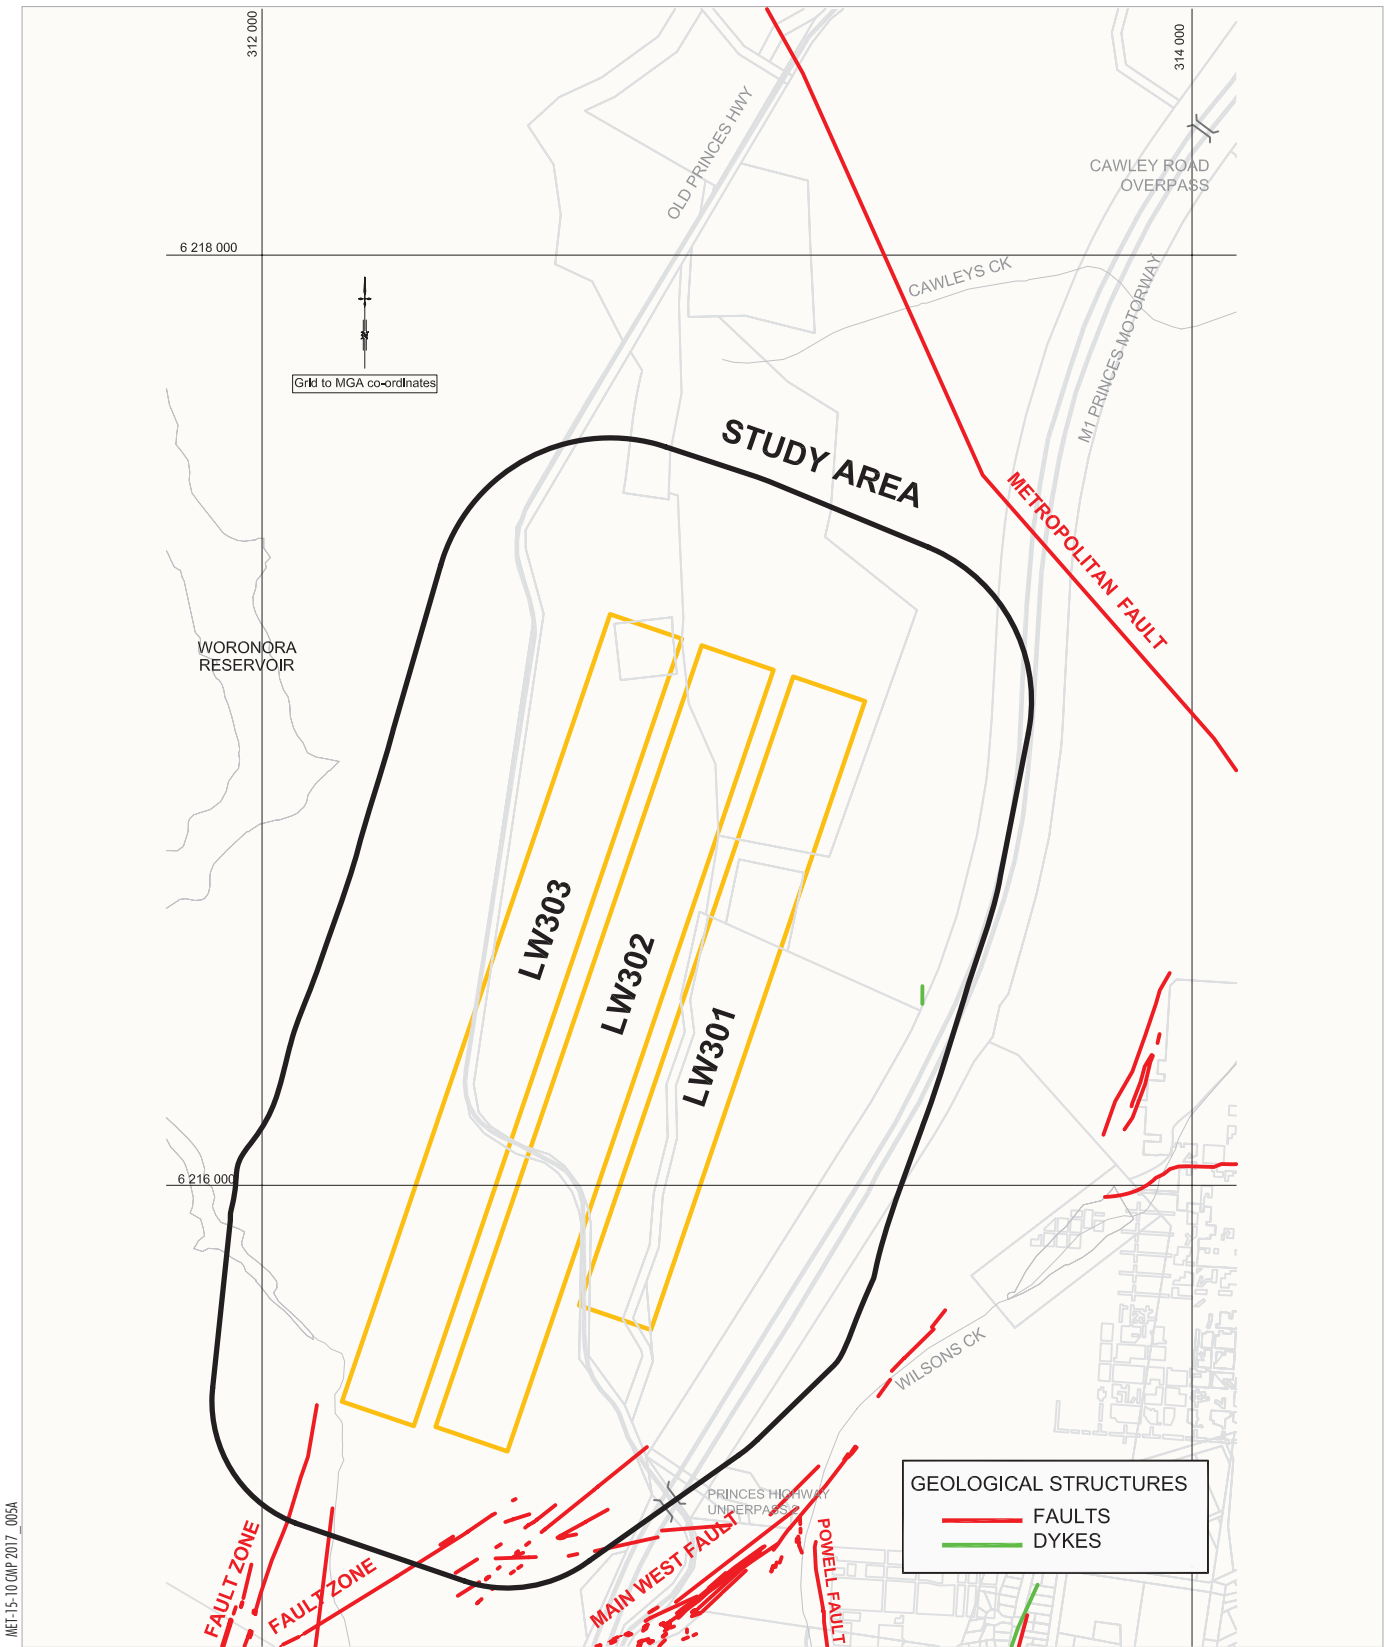 312 000
314 000
OLD PRINCES HWY
CAWLEY ROAD
OVERPASS
6 218 000
CAWLEYS CK
M1 PRINCES MOTORWAY
N
Grid to MGA co-ordinates
STUDY AREA
METROPOLITAN FAULT
WORONORA
RESERVOIR
LW303
LW302
LW301
6 216 000
WILSONS CK
PRINCES HIGHWAY
UNDERPASS 2
GEOLOGICAL STRUCTURES
FAULTS
DYKES
FAULT ZONE
FAULT ZONE
MAIN WEST FAULT
POWELL FAULT
MET-15-10 GMP 2017_005A